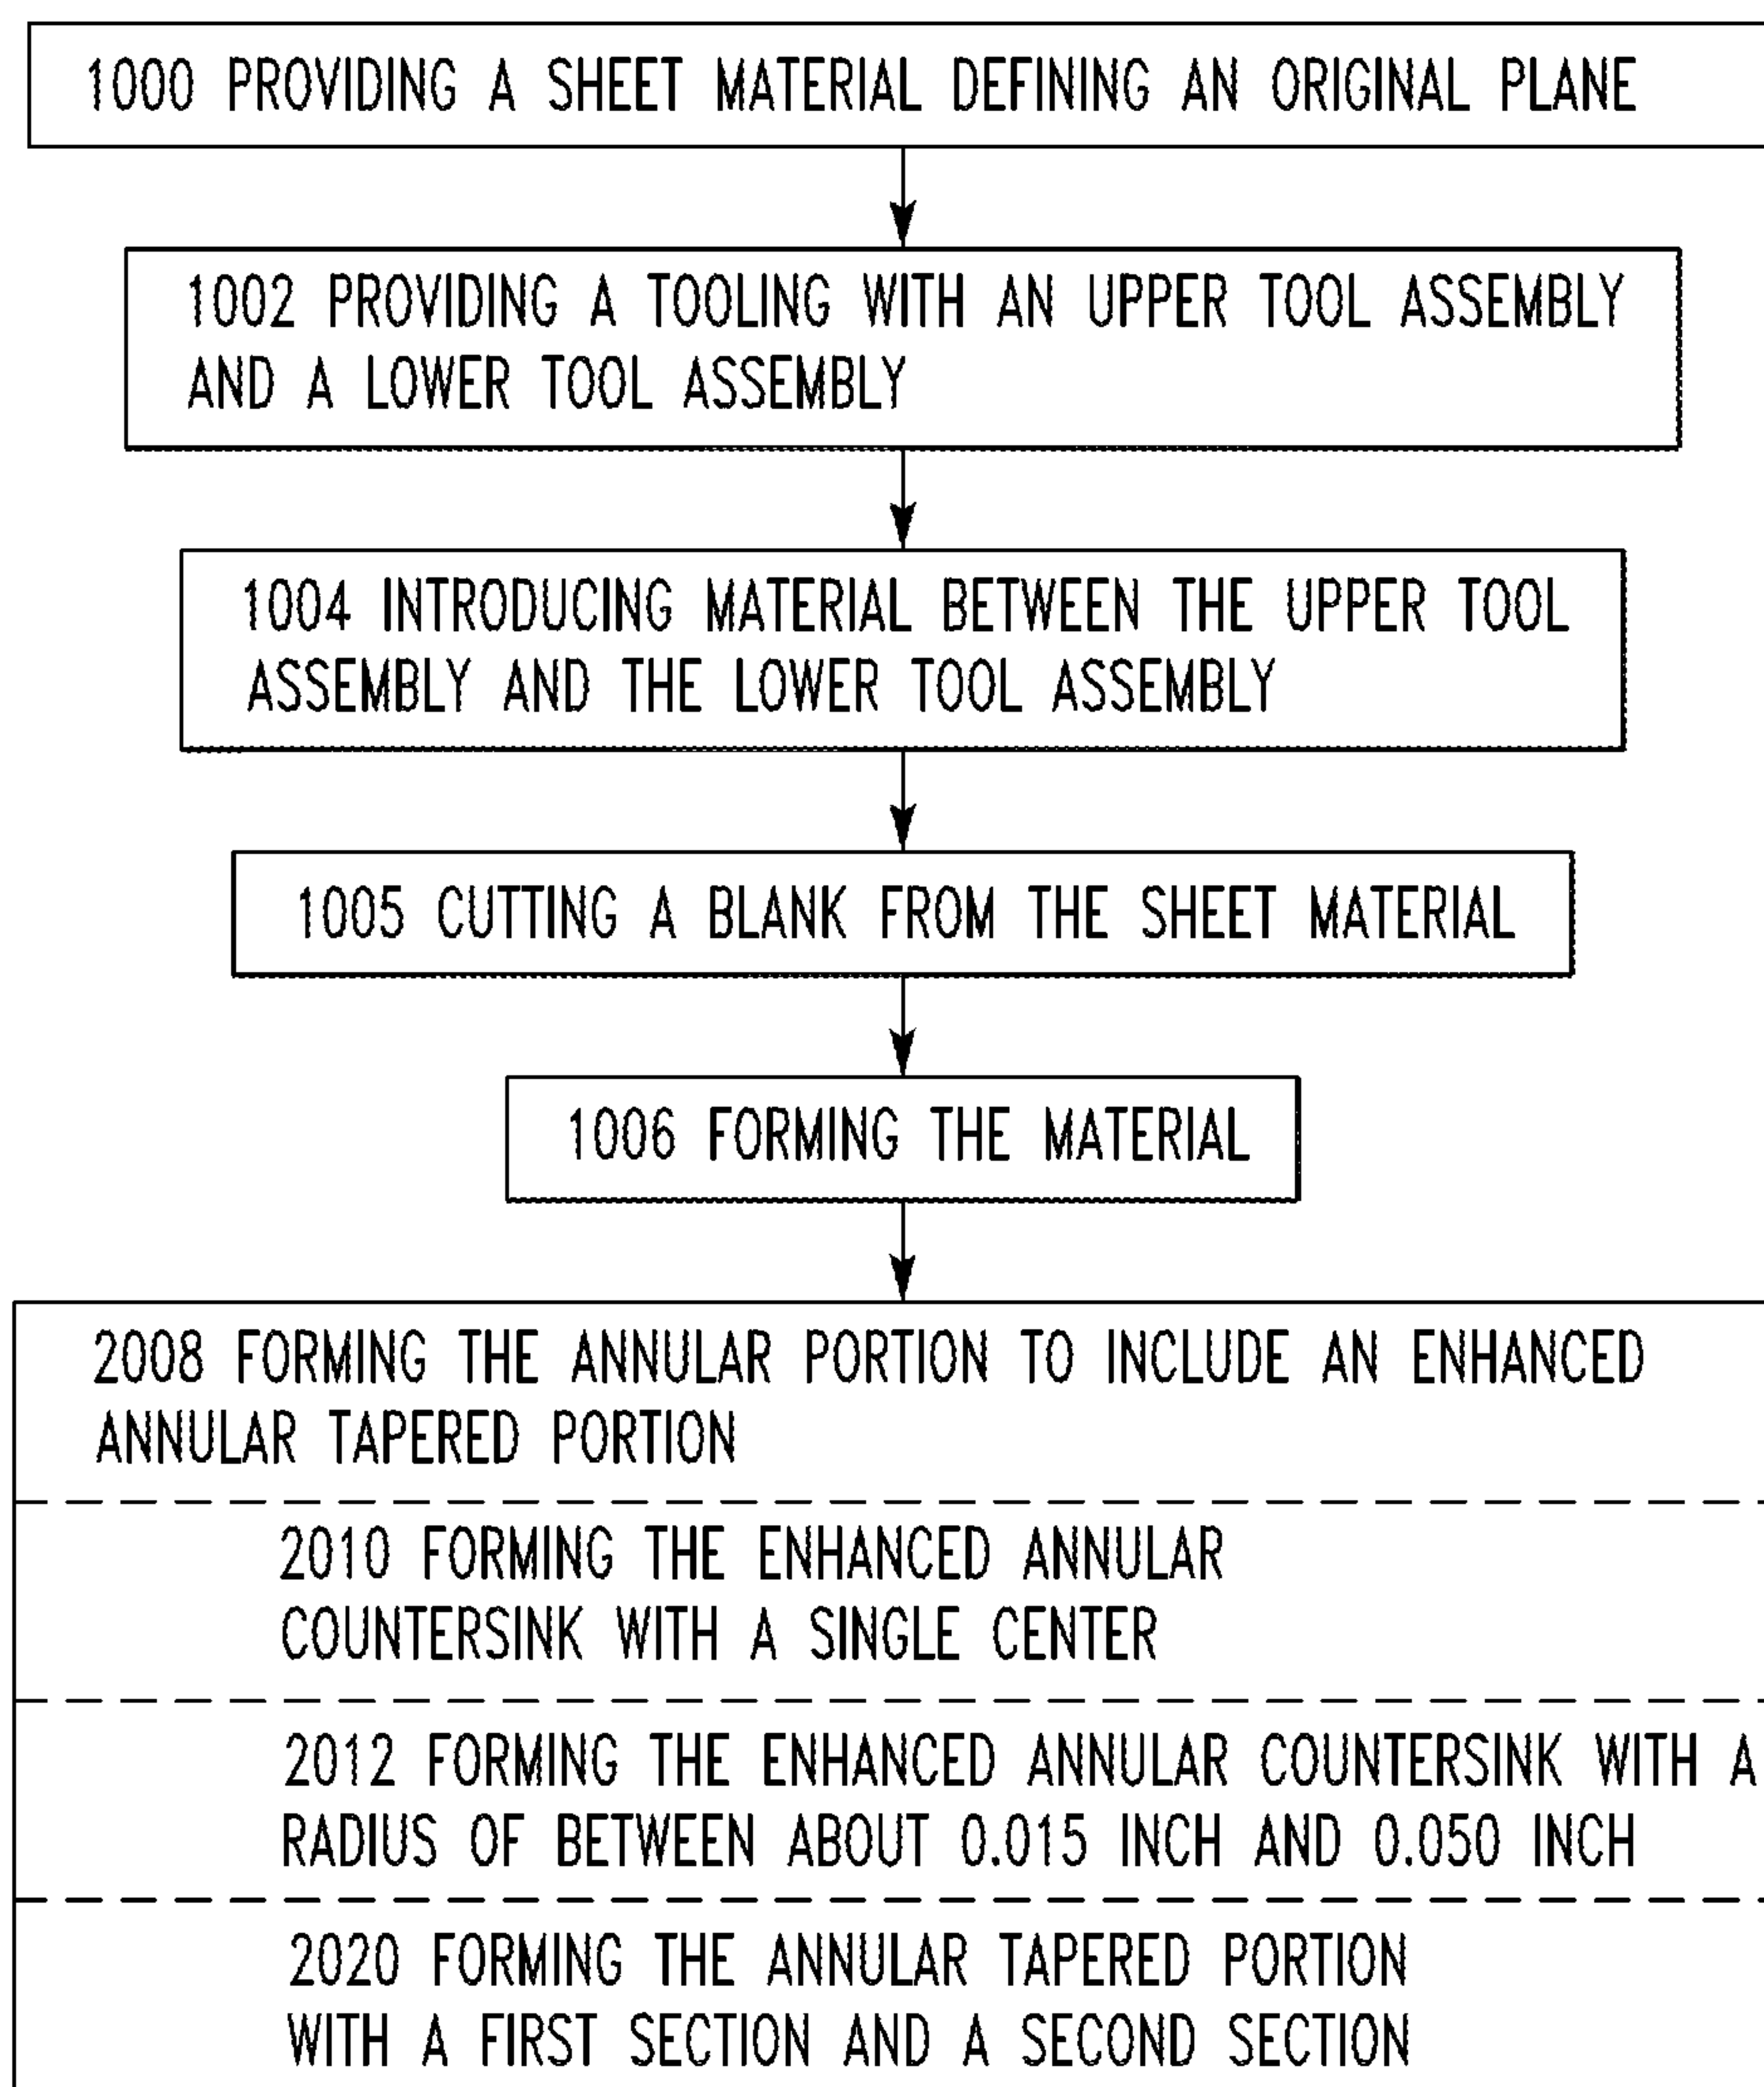 1000 PROVIDING A SHEET MATERIAL DEFINING AN ORIGINAL PLANE
1002 PROVIDING A TOOLING WITH AN UPPER TOOL ASSEMBLY
AND A LOWER TOOL ASSEMBLY
1004 INTRODUCING MATERIAL BETWEEN THE UPPER TOOL
ASSEMBLY AND THE LOWER TOOL ASSEMBLY
1005 CUTTING A BLANK FROM THE SHEET MATERIAL
1006 FORMING THE MATERIAL
2008 FORMING THE ANNULAR PORTION TO INCLUDE AN ENHANCED
ANNULAR TAPERED PORTION
2010 FORMING THE ENHANCED ANNULAR
COUNTERSINK WITH A SINGLE CENTER
2012 FORMING THE ENHANCED ANNULAR COUNTERSINK WITH A
RADIUS OF BETWEEN ABOUT 0.015 INCH AND 0.050 INCH
2020 FORMING THE ANNULAR TAPERED PORTION
WITH A FIRST SECTION AND A SECOND SECTION